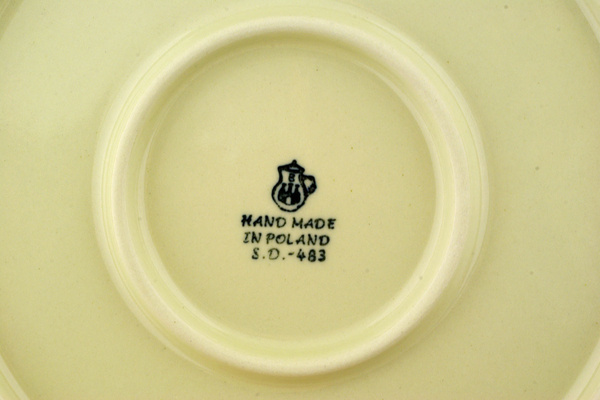 B
HAND MADE
IN POLAND
S.D.-483